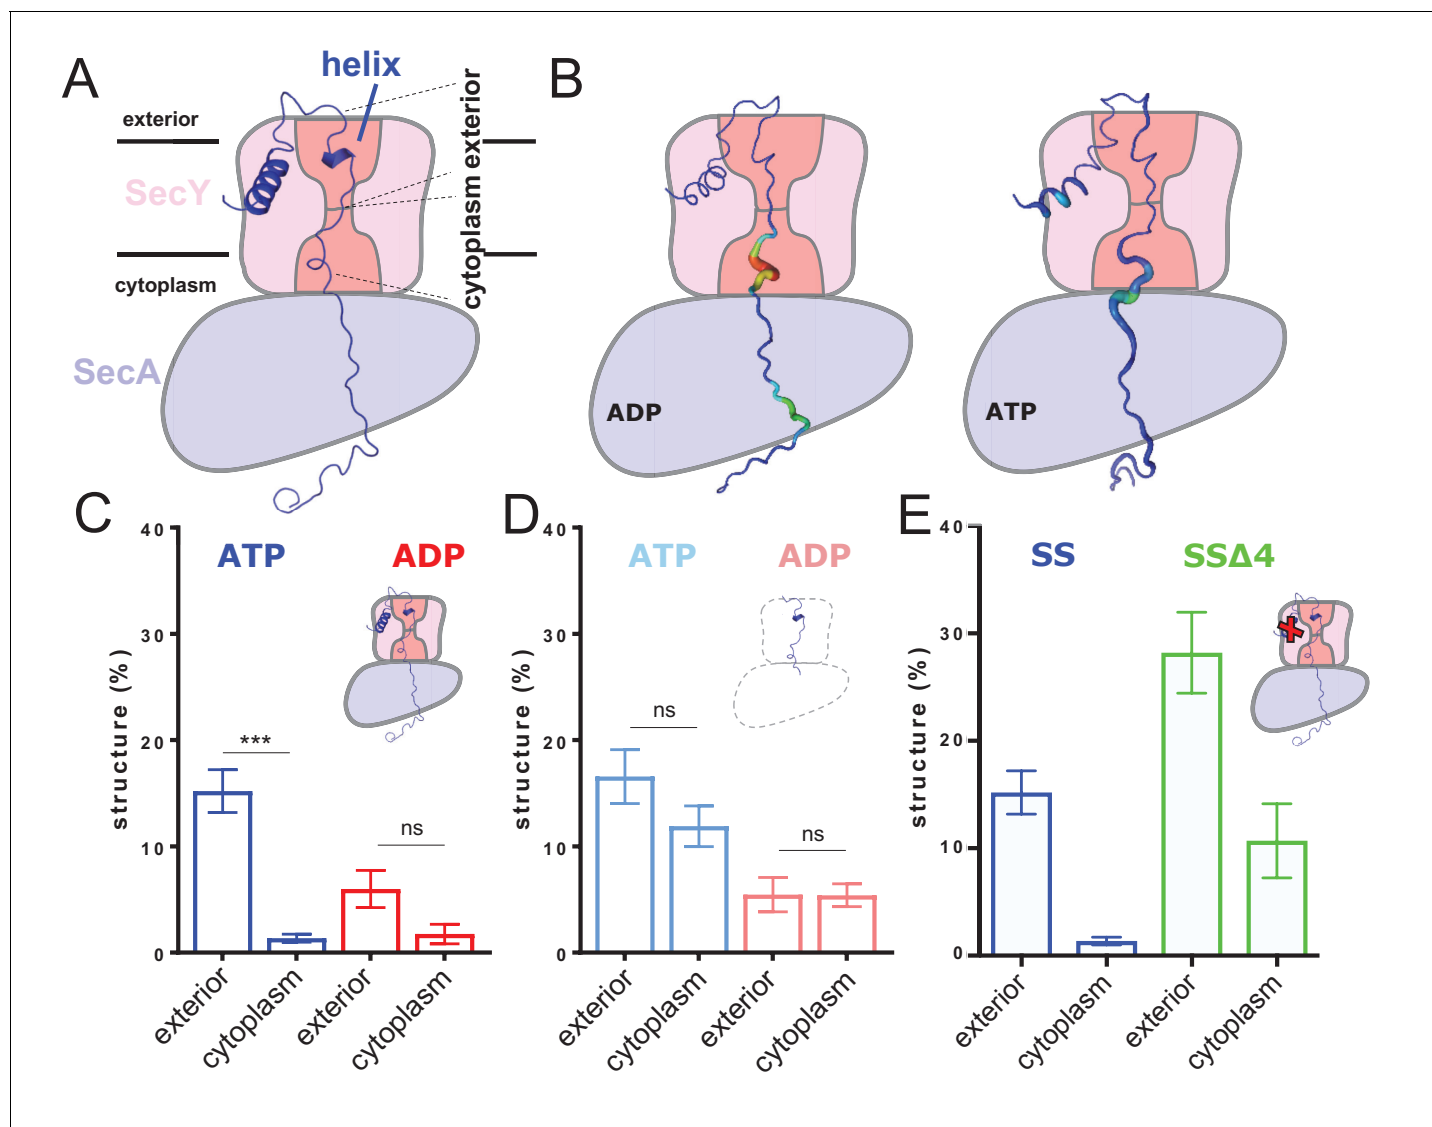 A
helix
exterior
SecY
cytoplasm
SecA
cytoplasm exterior
B
ADP
ATP
C
40
30
20
10
0
structure (%)
ATP
ADP
***
ns
exterior
cytoplasm
exterior
cytoplasm
D
40
30
20
10
0
structure (%)
ATP
ADP
ns
ns
exterior
cytoplasm
exterior
cytoplasm
E
40
30
20
10
0
structure (%)
SS
SSΔ4
exterior
cytoplasm
exterior
cytoplasm